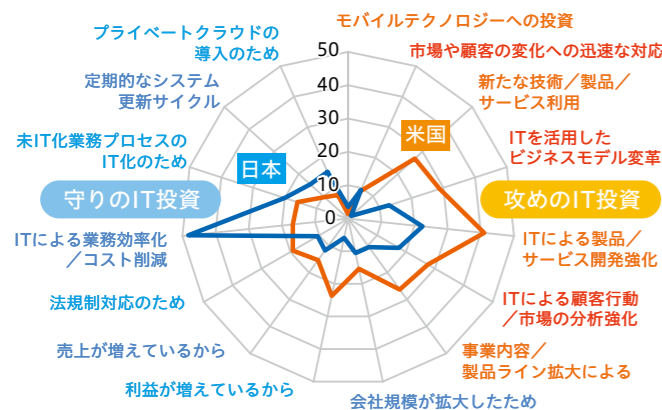 モバイルテクノロジーへの投資
プライベートクラウドの
導入のため
市場や顧客の変化への迅速な対応
定期的なシステム
更新サイクル
新たな技術／製品／
サービス利用
未IT化業務プロセスの
IT化のため
ITを活用した
ビジネスモデル変革
50
40
30
20
10
0
日本
米国
守りのIT投資
攻めのIT投資
ITによる業務効率化
／コスト削減
ITによる製品／
サービス開発強化
法規制対応のため
ITによる顧客行動
／市場の分析強化
売上が増えているから
事業内容／
製品ライン拡大による
利益が増えているから
会社規模が拡大したため